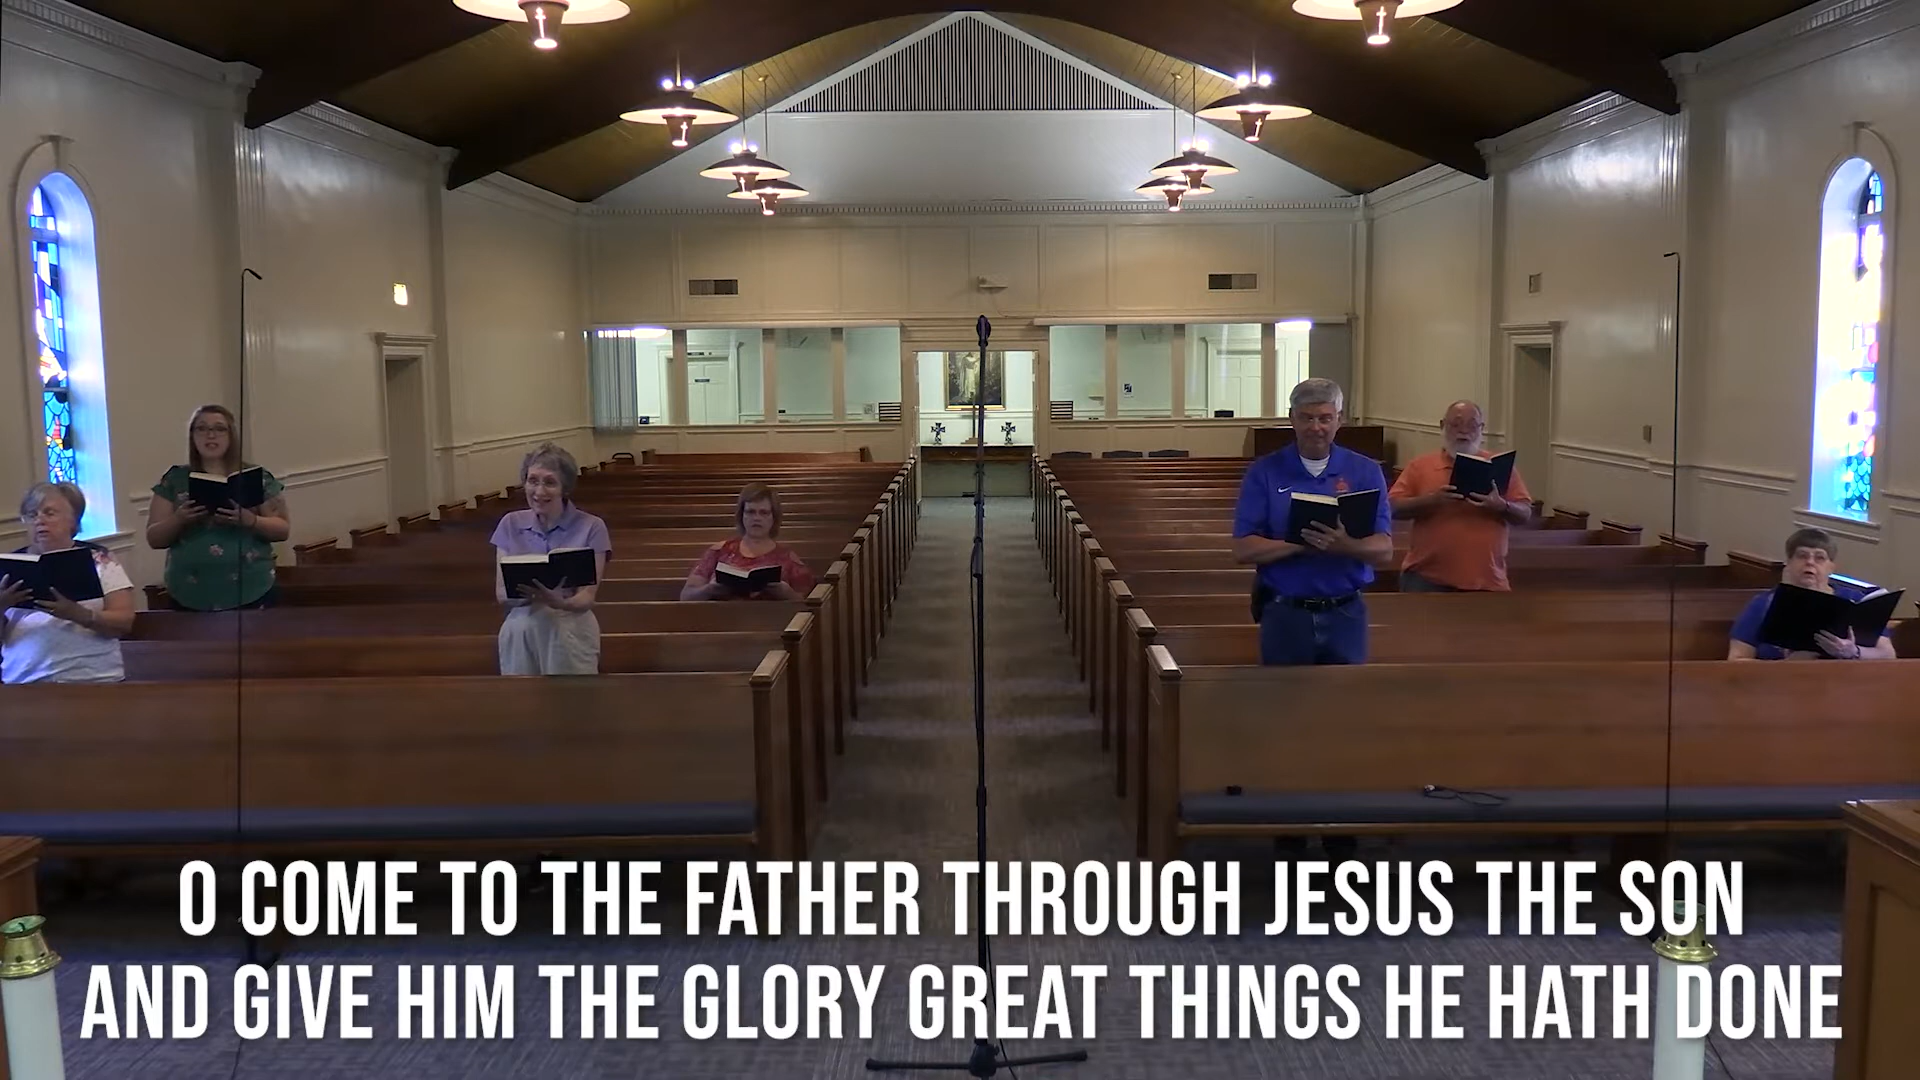 O COME TO THE FATHER THROUGH JESUS THE SON
AND GIVE HIM THE GLORY GREAT THINGS HE HATH DONE